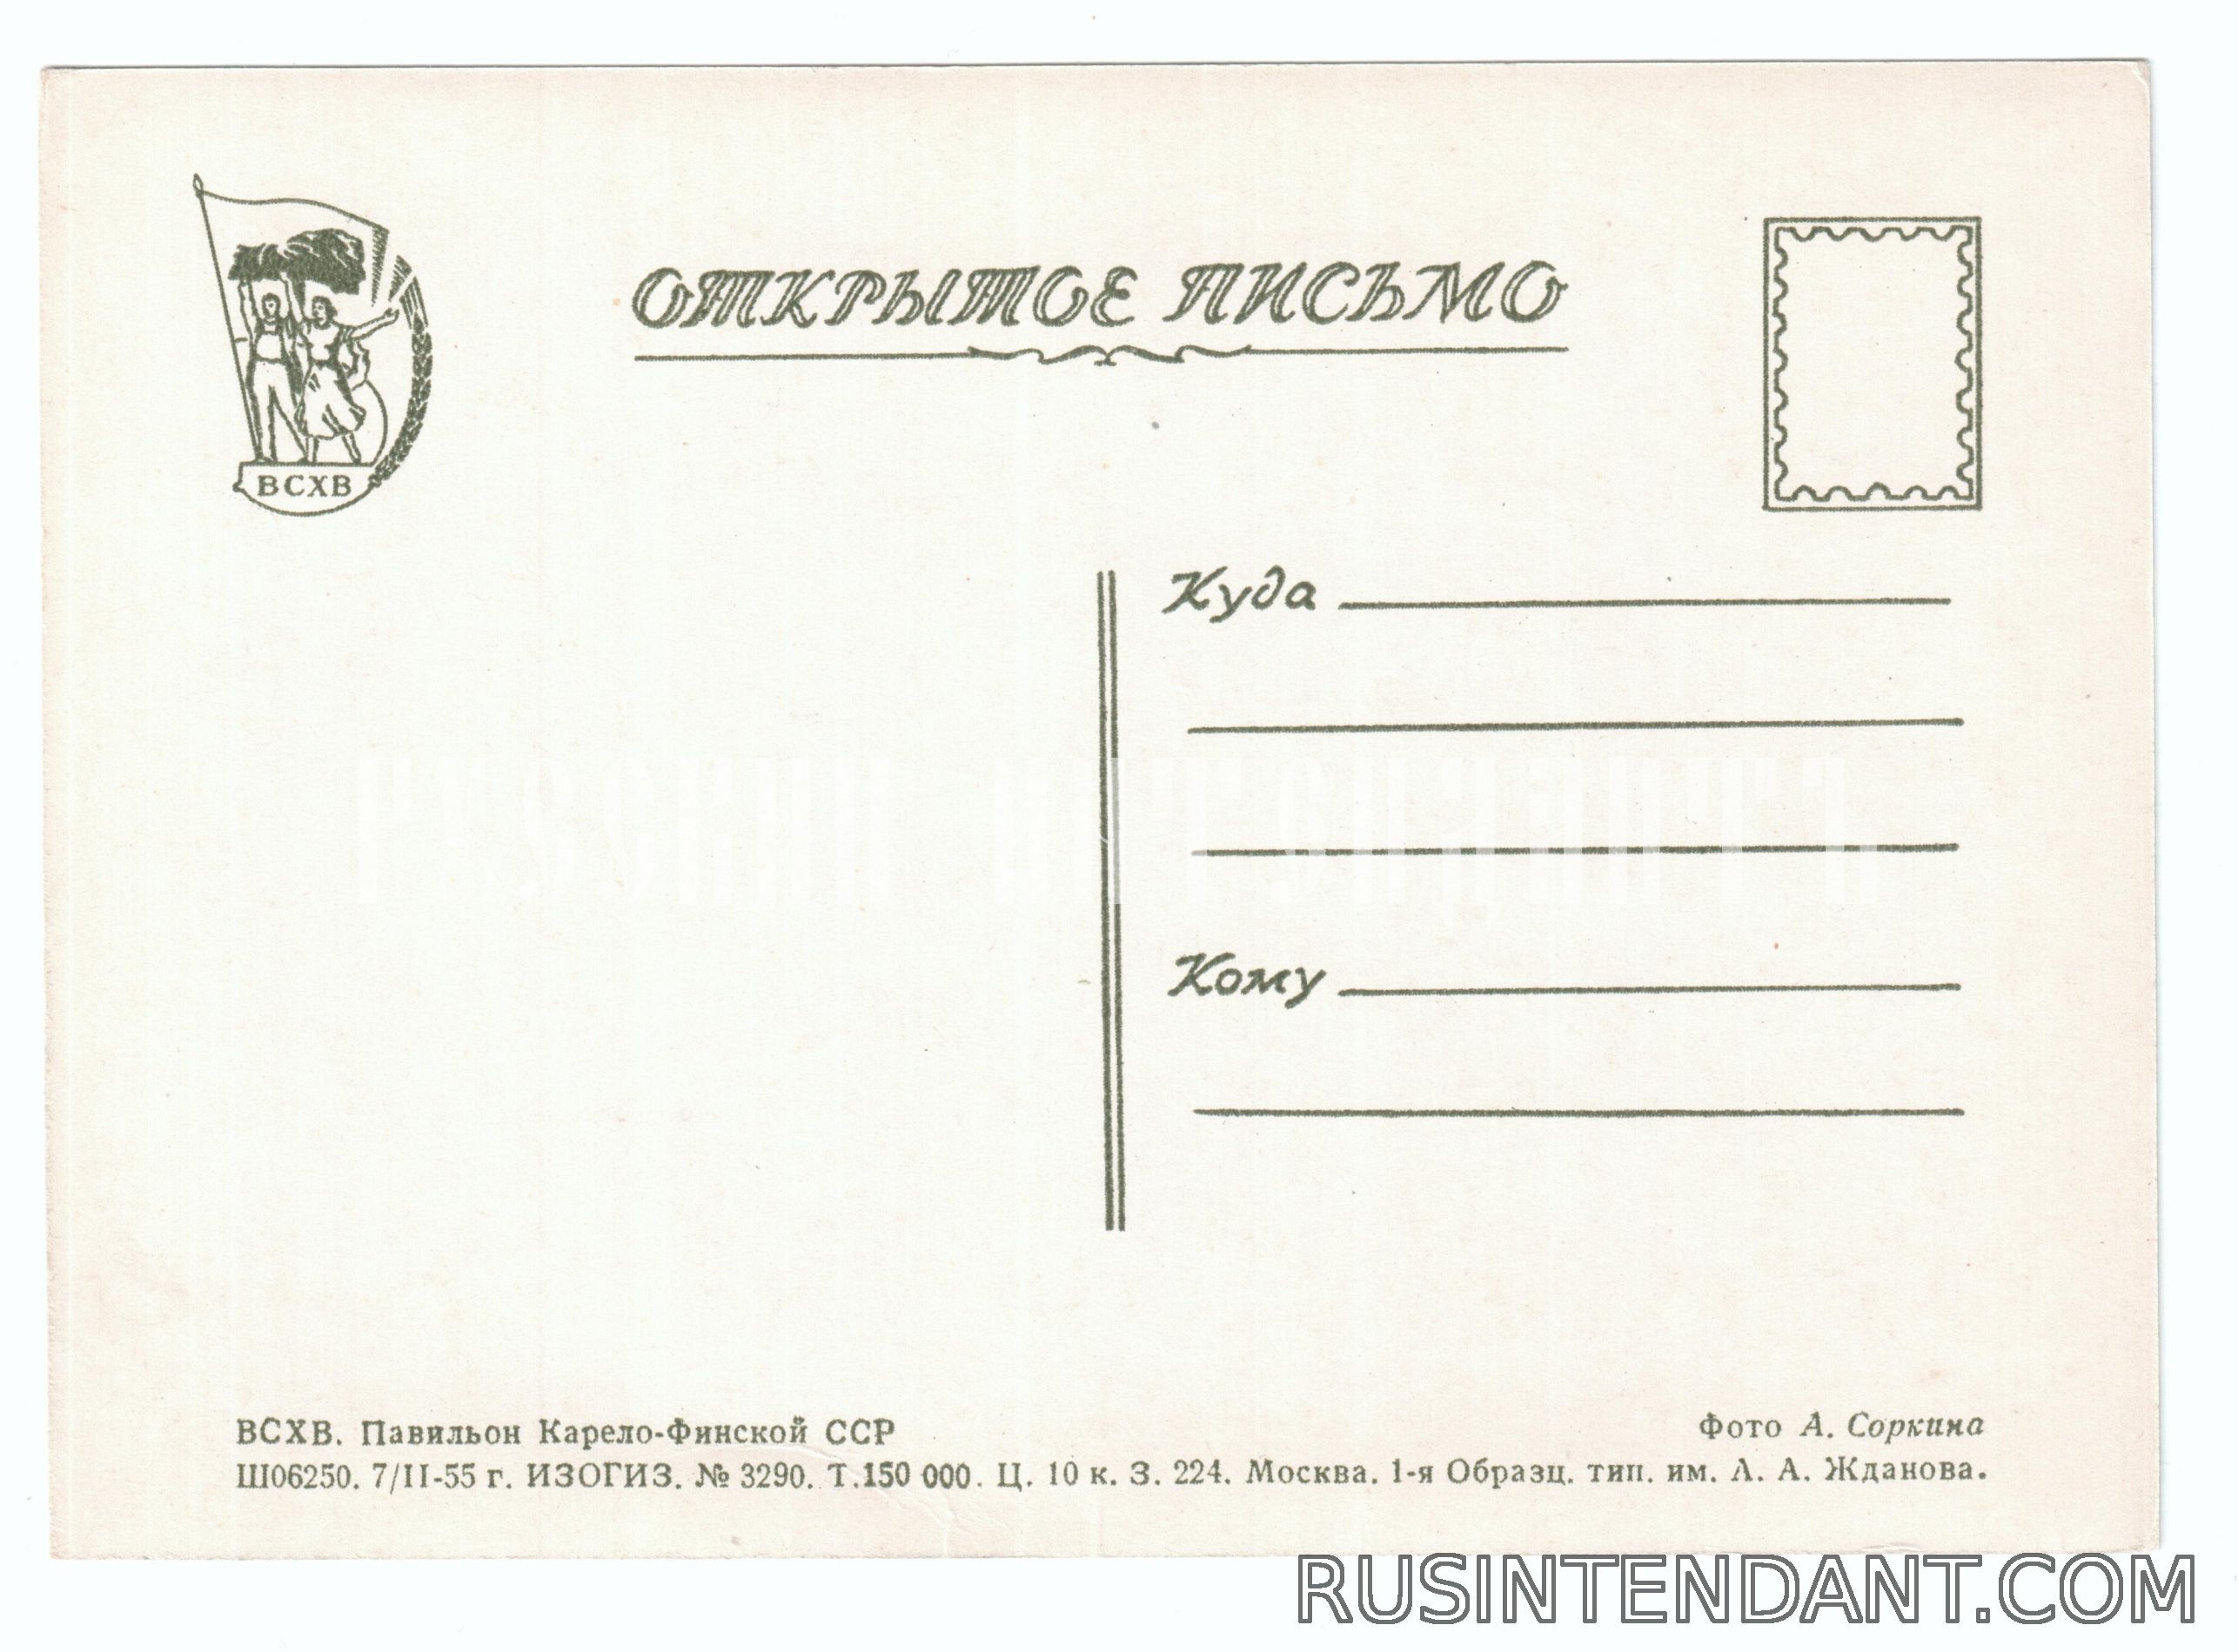 ВСХВ
ОТКРЫТОЕ ПИСЬМО
Куда
Кому
ВСХВ. Павильон Карело-Финской ССР
Фото А. Соркина
Ш06250. 7/II-55 г. ИЗОГИЗ. № 3290. Т.150 000. Ц. 10 к. З. 224. Москва. 1-я Образц. тип. им. А. А. Жданова.
RUSINTENDANT.COM